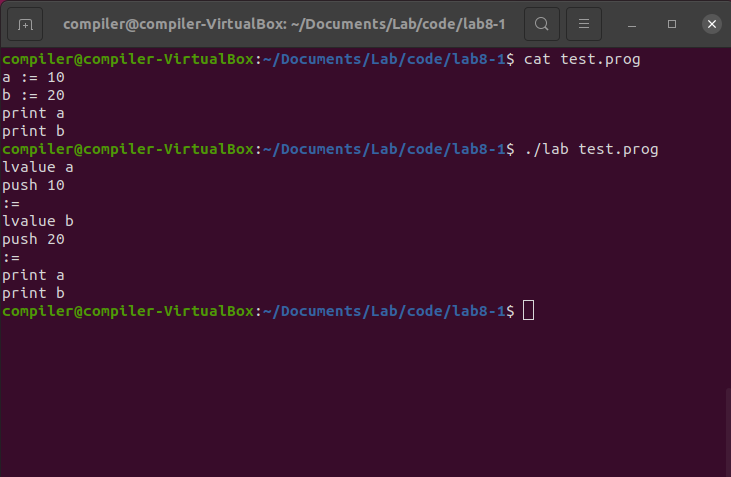 compiler@compiler-VirtualBox: ~/Documents/Lab/code/lab8-1
compiler@compiler-VirtualBox:~/Documents/Lab/code/lab8-1$ cat test.prog
a := 10
b := 20
print a
print b
compiler@compiler-VirtualBox:~/Documents/Lab/code/lab8-1$ ./lab test.prog
lvalue a
push 10
:=
lvalue b
push 20
:=
print a
print b
compiler@compiler-VirtualBox:~/Documents/Lab/code/lab8-1$